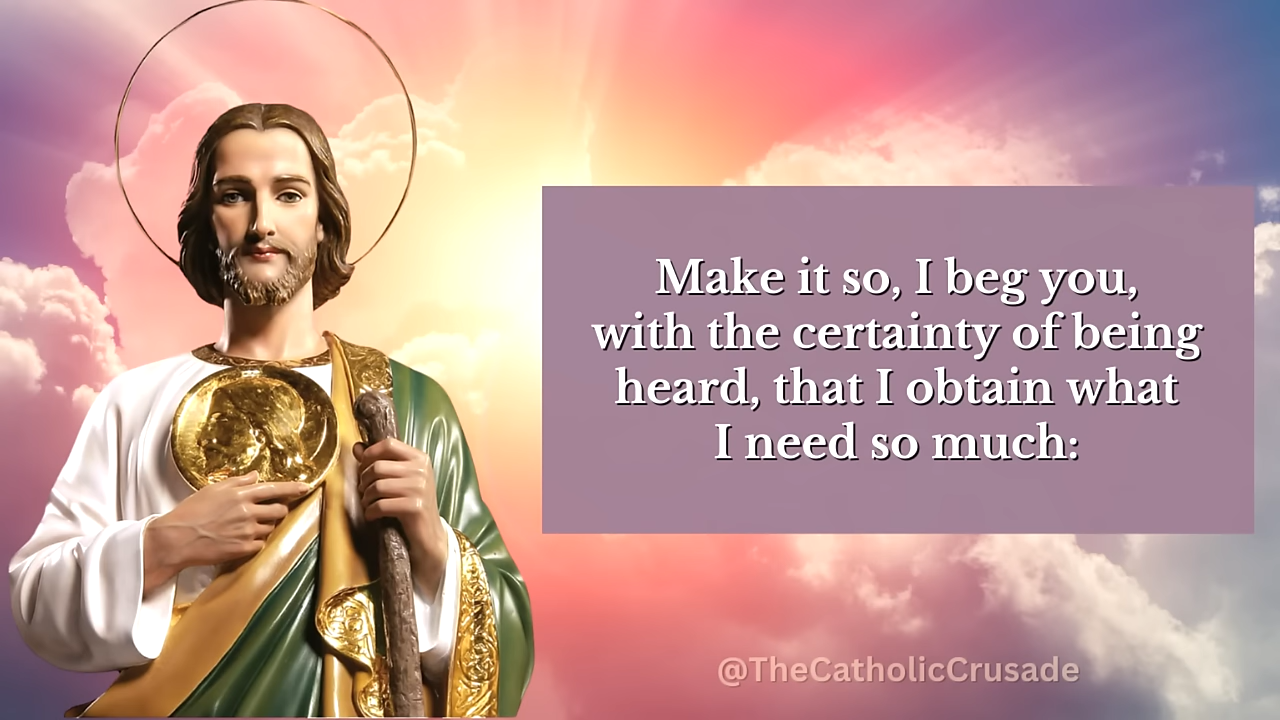 Make it so, I beg you,
with the certainty of being
heard, that I obtain what
I need so much:
@TheCatholicCrusade